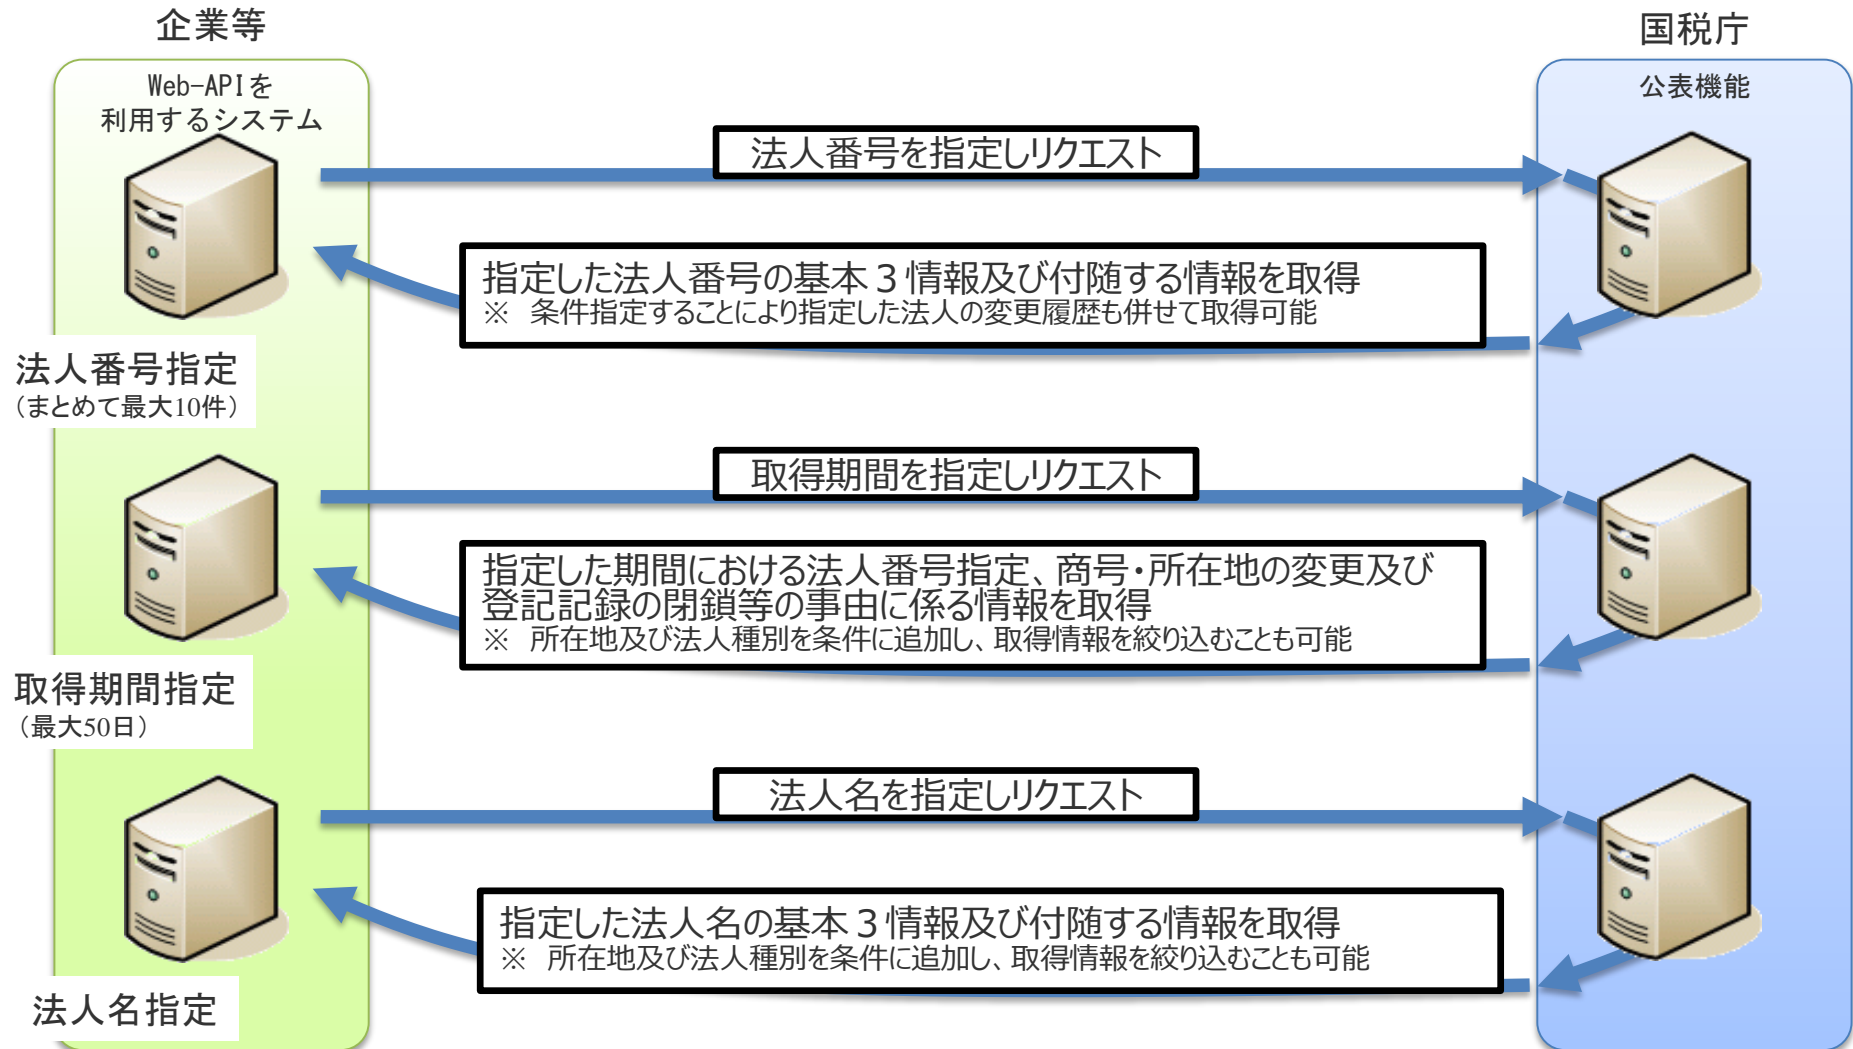 企業等
国税庁
Web-APIを
利用するシステム
公表機能
法人番号を指定しリクエスト
指定した法人番号の基本３情報及び付随する情報を取得
※　条件指定することにより指定した法人の変更履歴も併せて取得可能
法人番号指定
（まとめて最大10件）
取得期間を指定しリクエスト
指定した期間における法人番号指定、商号・所在地の変更及び
登記記録の閉鎖等の事由に係る情報を取得
※　所在地及び法人種別を条件に追加し、取得情報を絞り込むことも可能
取得期間指定
（最大50日）
法人名を指定しリクエスト
指定した法人名の基本３情報及び付随する情報を取得
※　所在地及び法人種別を条件に追加し、取得情報を絞り込むことも可能
法人名指定